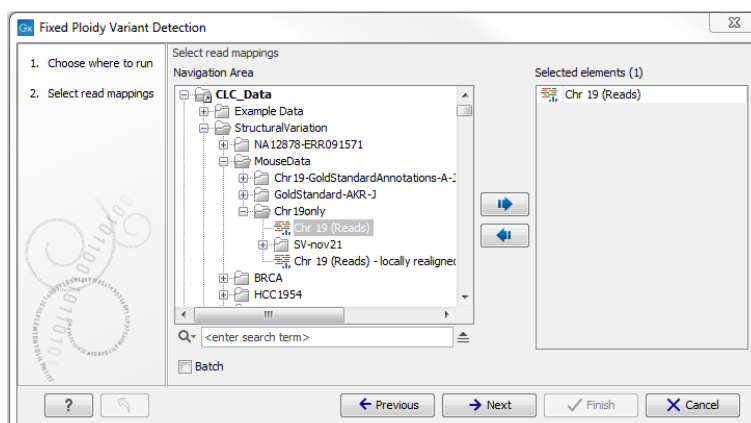 Gx Fixed Ploidy Variant Detection
1. Choose where to run
2. Select read mappings
Select read mappings
Navigation Area
CLC_Data
Example Data
StructuralVariation
NA12878-ERR091571
MouseData
Chr19-GoldStandardAnnotations-A-J
GoldStandard-AKR-J
Chr19only
Chr 19 (Reads)
SV-nov21
Chr 19 (Reads) - locally realigned
BRCA
HCC1954
<enter search term>
Batch
Selected elements (1)
Chr 19 (Reads)
? Previous Next Finish Cancel